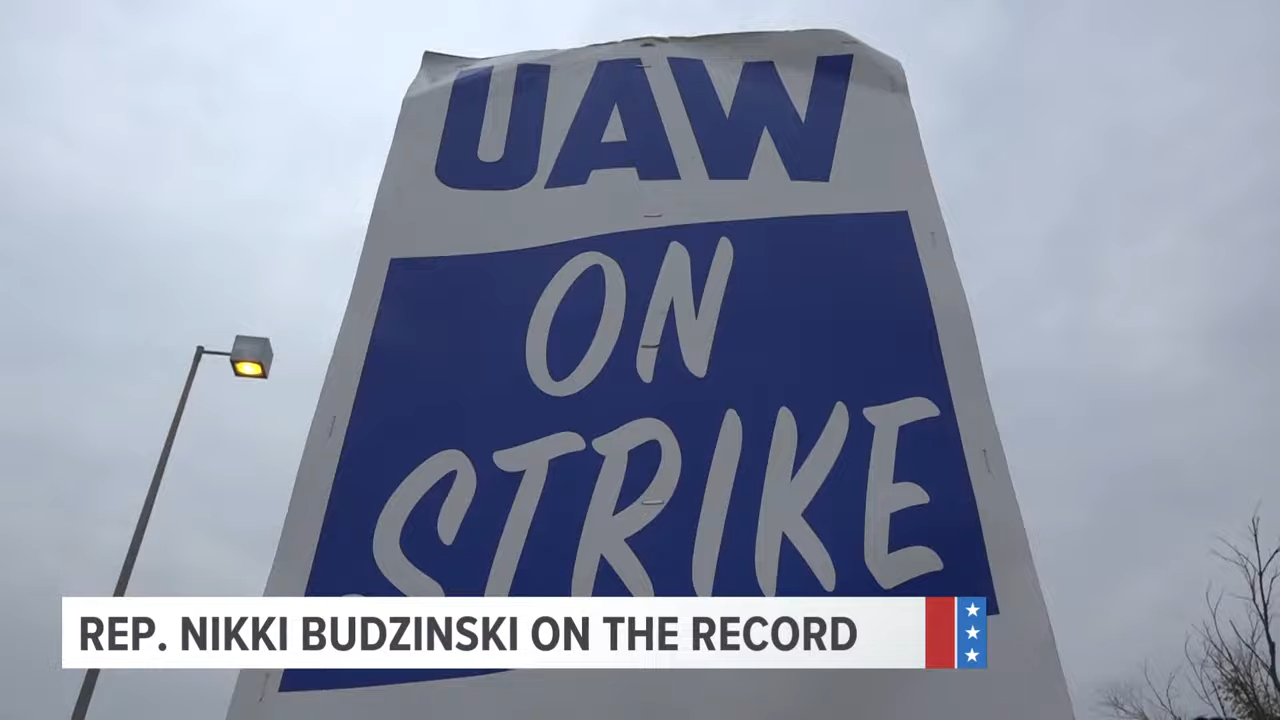 UAW
ON
STRIKE
REP. NIKKI BUDZINSKI ON THE RECORD